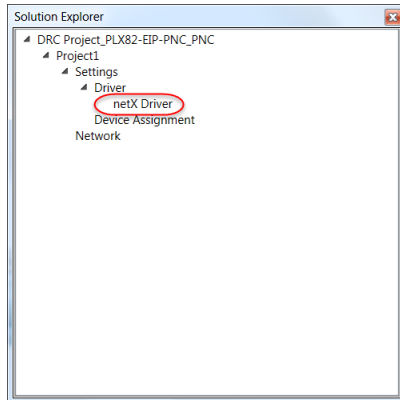 Solution Explorer
DRC Project_PLX82-EIP-PNC_PNC
Project1
Settings
Driver
netX Driver
Device Assignment
Network